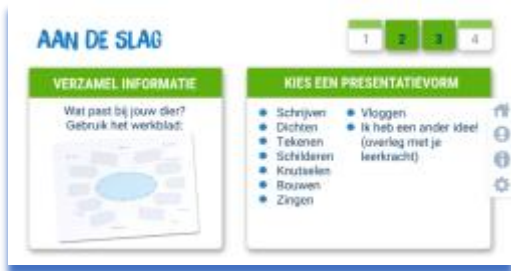 AAN DE SLAG
1 2 3 4
VERZAMEL INFORMATIE
Wat past bij jouw dier?
Gebruik het werkblad:
KIES EEN PRESENTATIEVORM
Schrijven
Dichten
Tekenen
Schilderen
Knutselen
Bouwen
Zingen
Vloggen
Ik heb een ander idee!
(overleg met je
leerkracht)